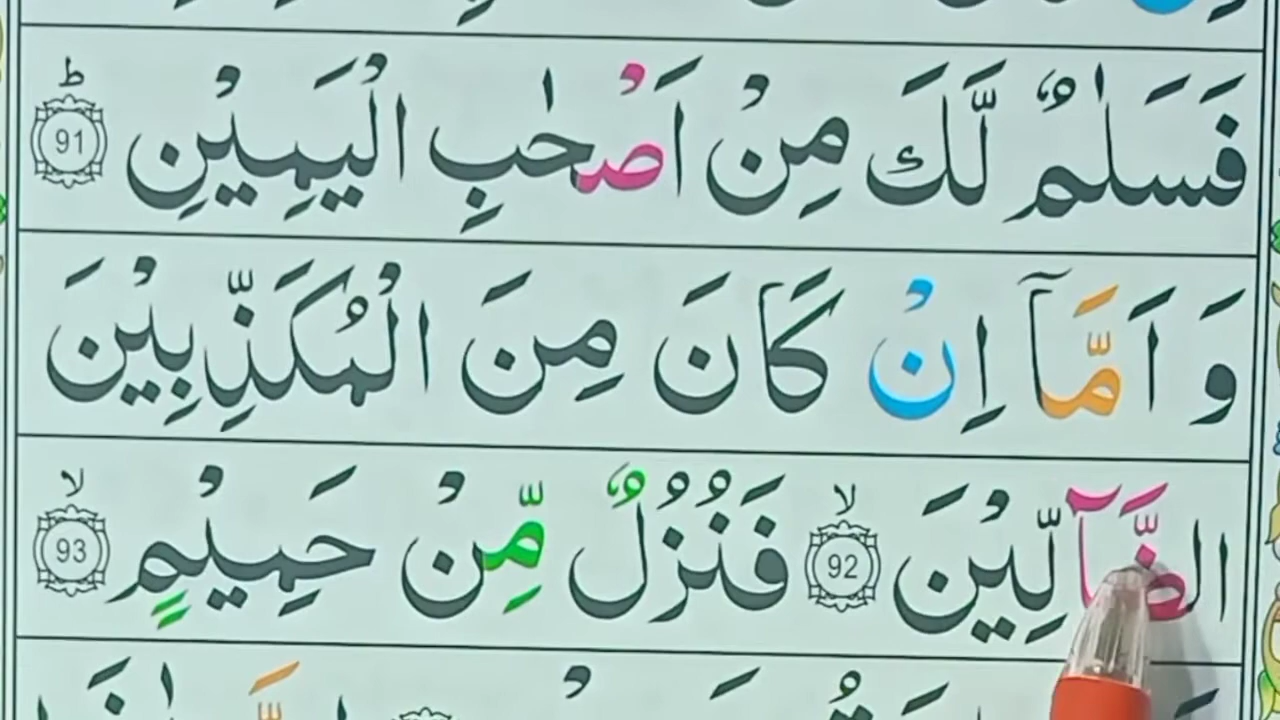 فَسَلٰمٌ لَّكَ مِنْ اَصْحٰبِ الْيَمِيْنِ ؕ 91
وَ اَمَّاۤ اِنْ كَانَ مِنَ الْمُكَذِّبِيْنَ
الضَّآلِّيْنَ ۙ 92 فَنُزُلٌ مِّنْ حَمِيْمٍ ۙ 93